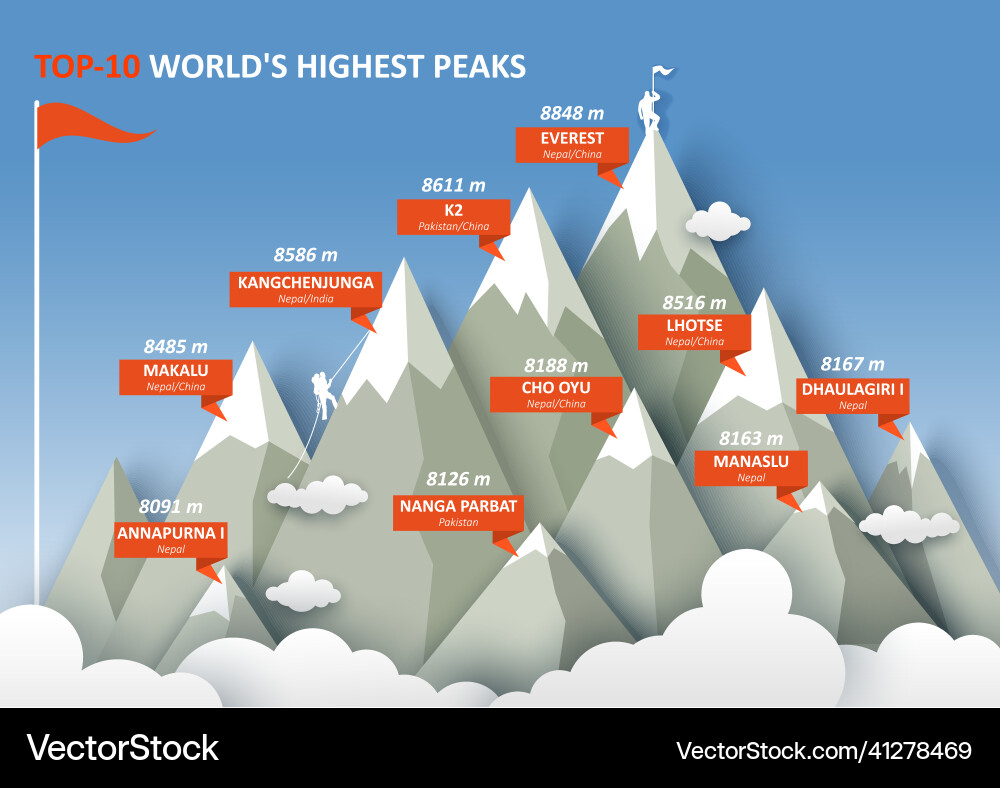 TOP-10 WORLD'S HIGHEST PEAKS
8848 m
EVEREST
Nepal/China
8611 m
K2
Pakistan/China
8586 m
KANGCHENJUNGA
Nepal/India
8516 m
LHOTSE
Nepal/China
8485 m
MAKALU
Nepal/China
8188 m
CHO OYU
Nepal/China
8167 m
DHAULAGIRI I
Nepal
8163 m
MANASLU
Nepal
8126 m
NANGA PARBAT
Pakistan
8091 m
ANNAPURNA I
Nepal
VectorStock
VectorStock.com/41278469